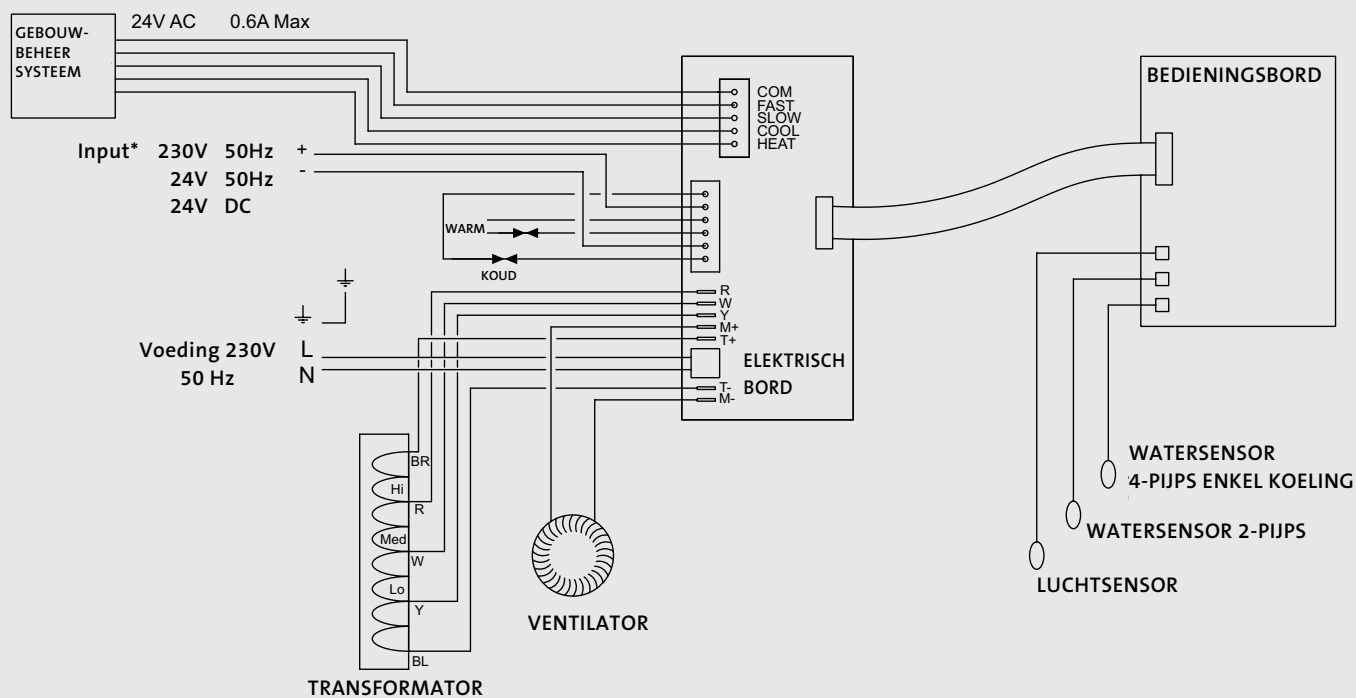 24V AC 0.6A Max
GEBOUW-
BEHEER
SYSTEEM
COM
FAST
SLOW
COOL
HEAT
BEDIENINGSBORD
Input* 230V 50Hz +
24V 50Hz -
24V DC
WARM
KOUD
R
W
Y
M+
T+
Voeding 230V L
50 Hz N
ELEKTRISCH
BORD
T-
M-
BR
Hi
R
Med
W
Lo
Y
BL
TRANSFORMATOR
VENTILATOR
WATERSENSOR
4-PIJPS ENKEL KOELING
WATERSENSOR 2-PIJPS
LUCHTSENSOR